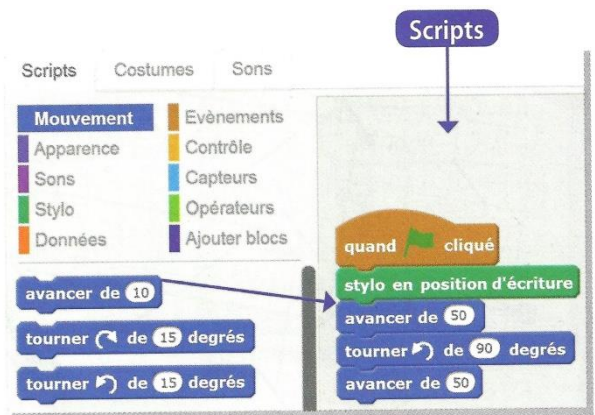 Scripts
Scripts Costumes Sons
Mouvement Evènements
Apparence Contrôle
Sons Capteurs
Stylo Opérateurs
Données Ajouter blocs
avancer de 10
tourner de 15 degrés
tourner de 15 degrés
quand cliqué
stylo en position d'écriture
avancer de 50
tourner de 90 degrés
avancer de 50